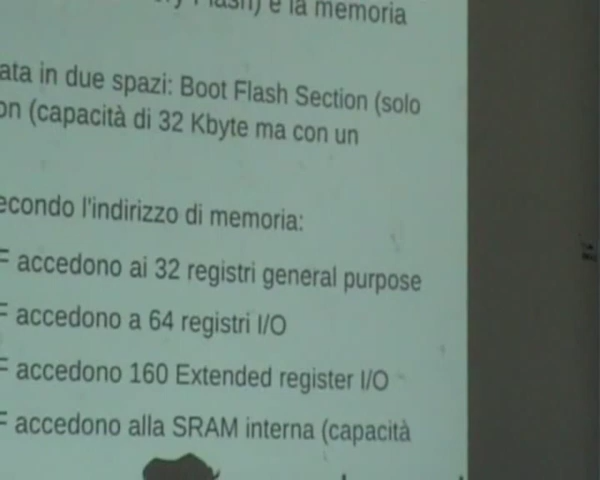 Flash) e la memoria
ata in due spazi: Boot Flash Section (solo
on (capacità di 32 Kbyte ma con un
econdo l'indirizzo di memoria:
F accedono ai 32 registri general purpose
F accedono a 64 registri I/O
F accedono 160 Extended register I/O
F accedono alla SRAM interna (capacità